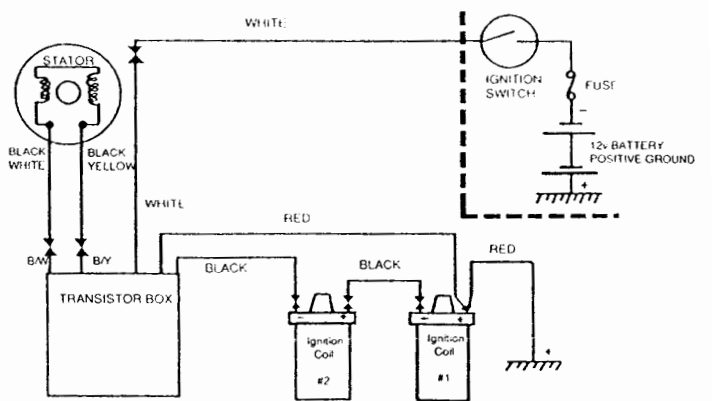 WHITE
STATOR
IGNITION
SWITCH
FUSE
−
12v BATTERY
POSITIVE GROUND
+
BLACK
WHITE
BLACK
YELLOW
WHITE
RED
RED
B/W
B/Y
BLACK
BLACK
TRANSISTOR BOX
− +
− +
Ignition
Coil
#2
Ignition
Coil
#1
+